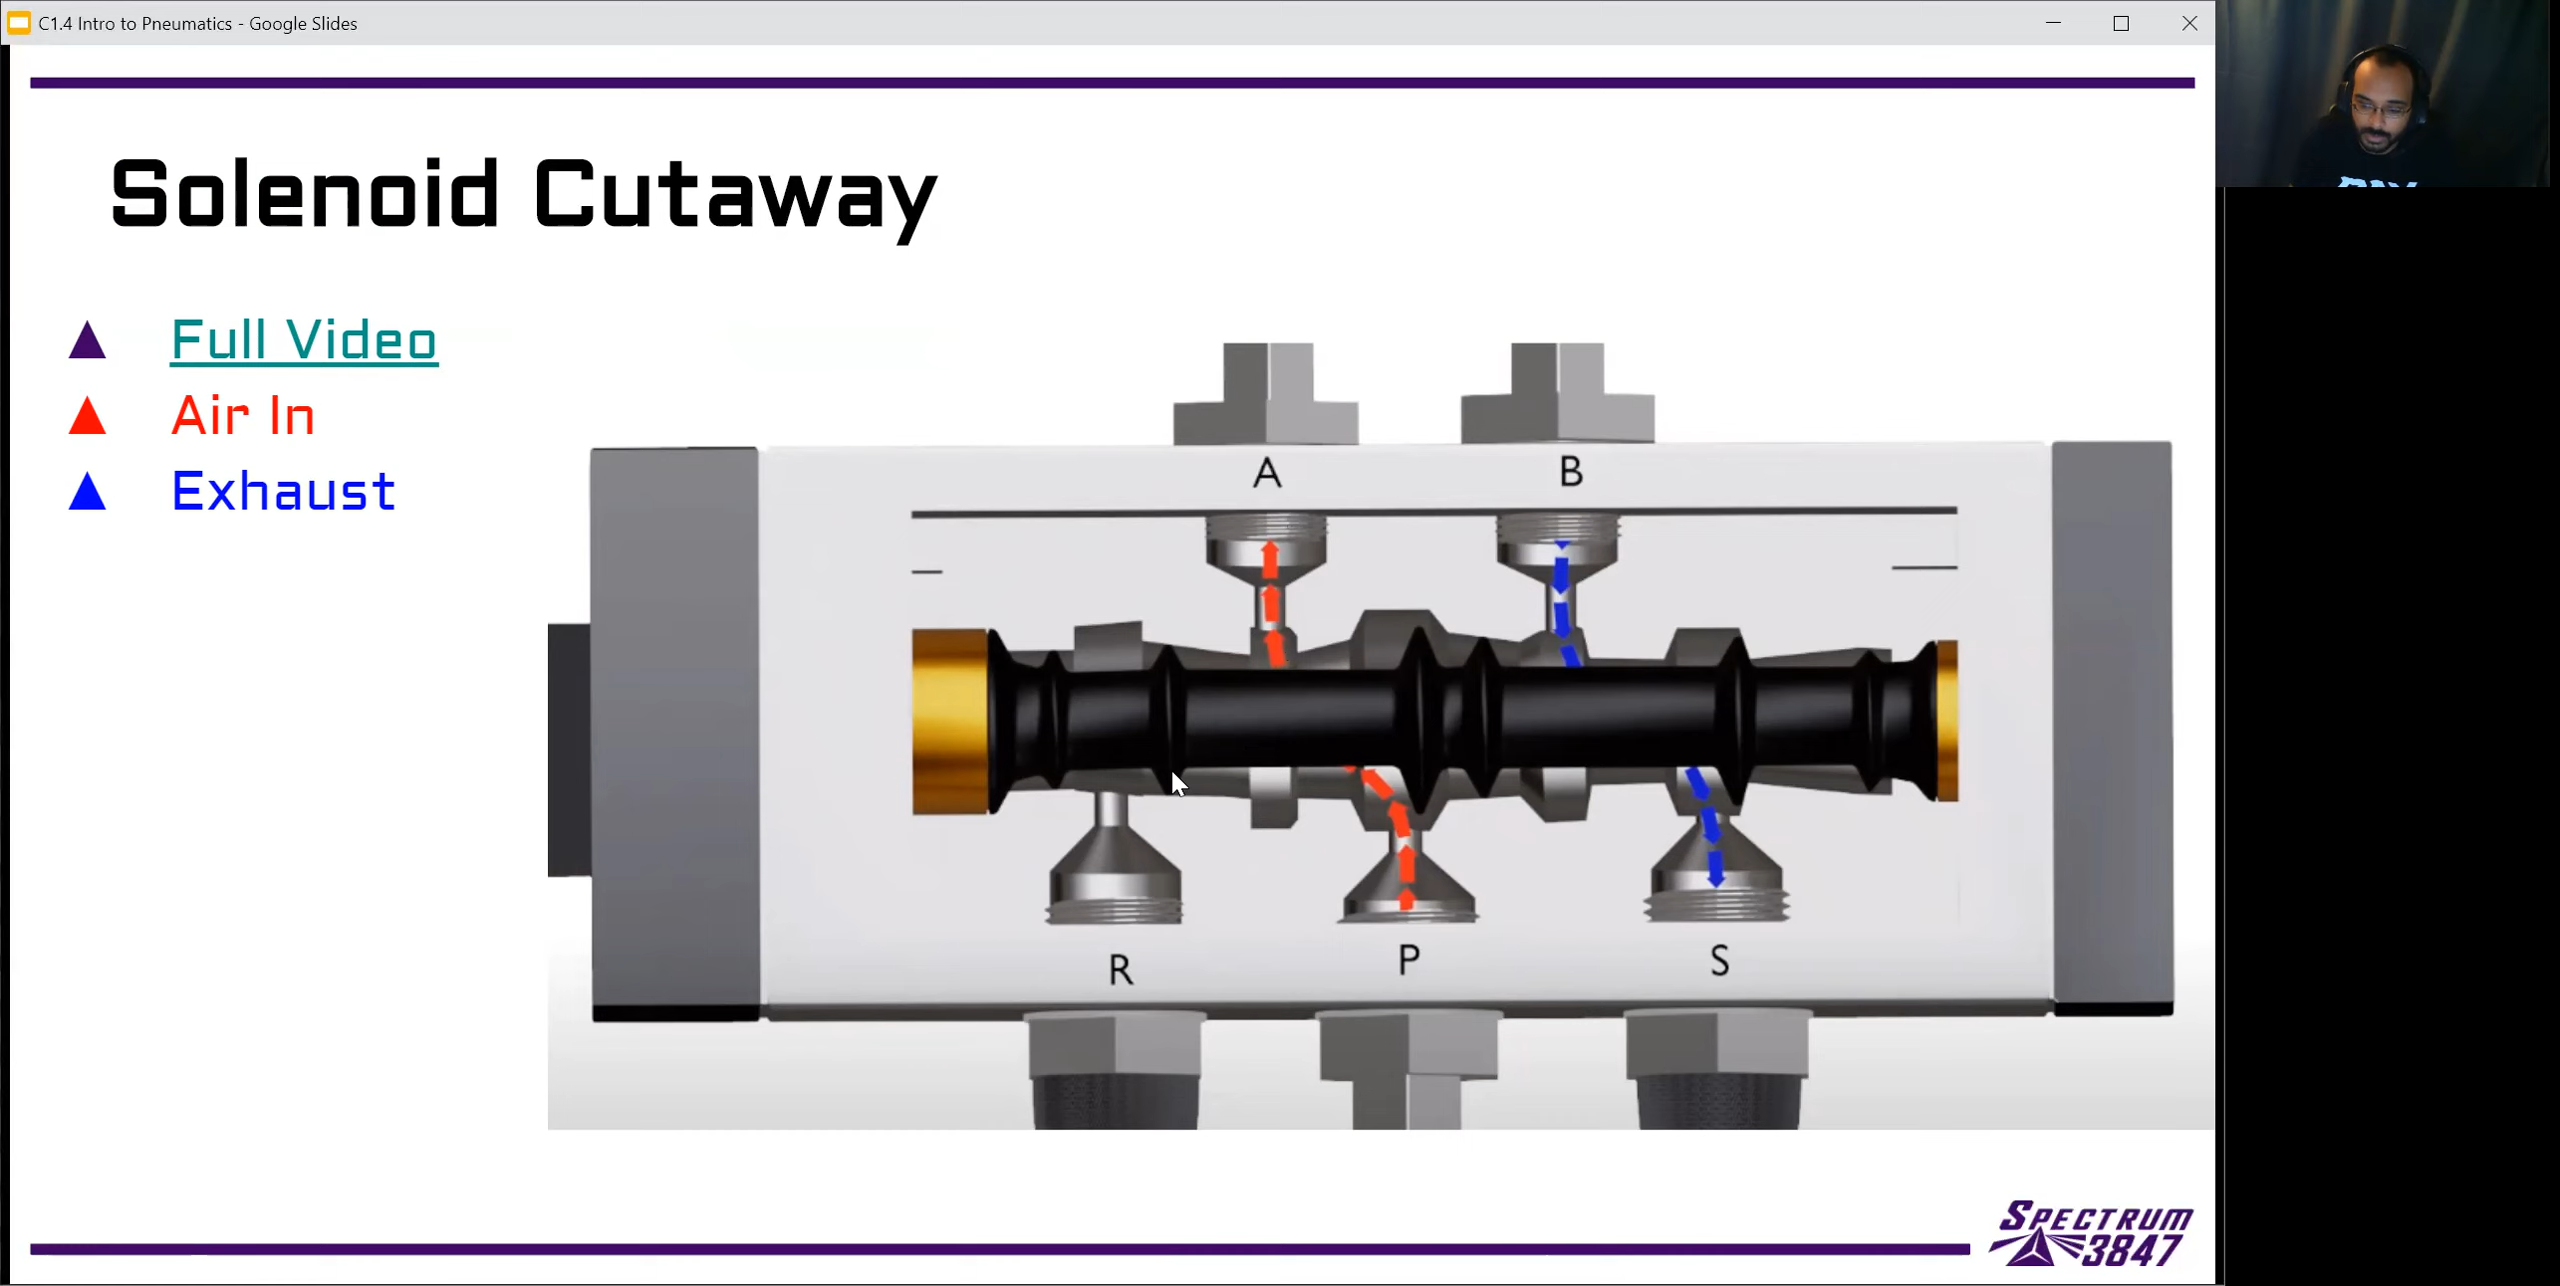 C1.4 Intro to Pneumatics - Google Slides
Solenoid Cutaway
Full Video
Air In
Exhaust
A B
R P S
SPECTRUM
3847